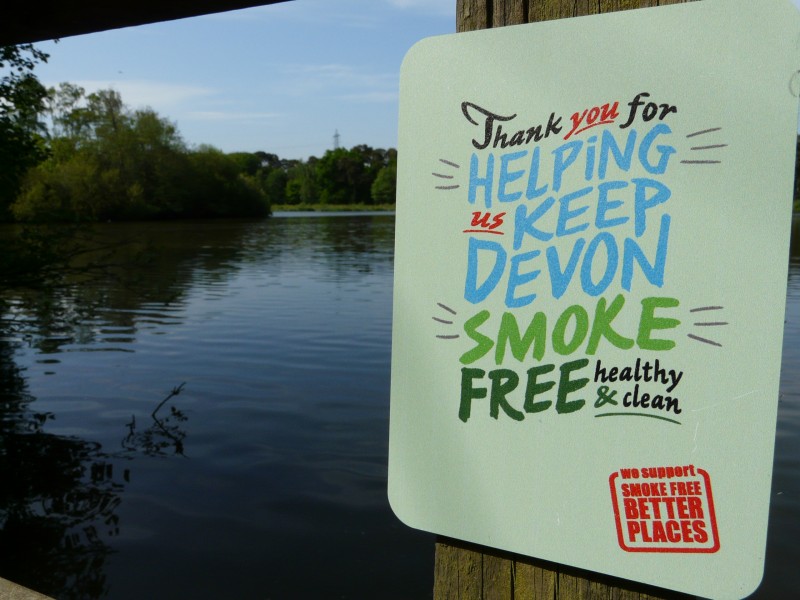 Thank you for
HELPING
us KEEP
DEVON
SMOKE
FREE healthy
& clean
we support
SMOKE FREE
BETTER
PLACES